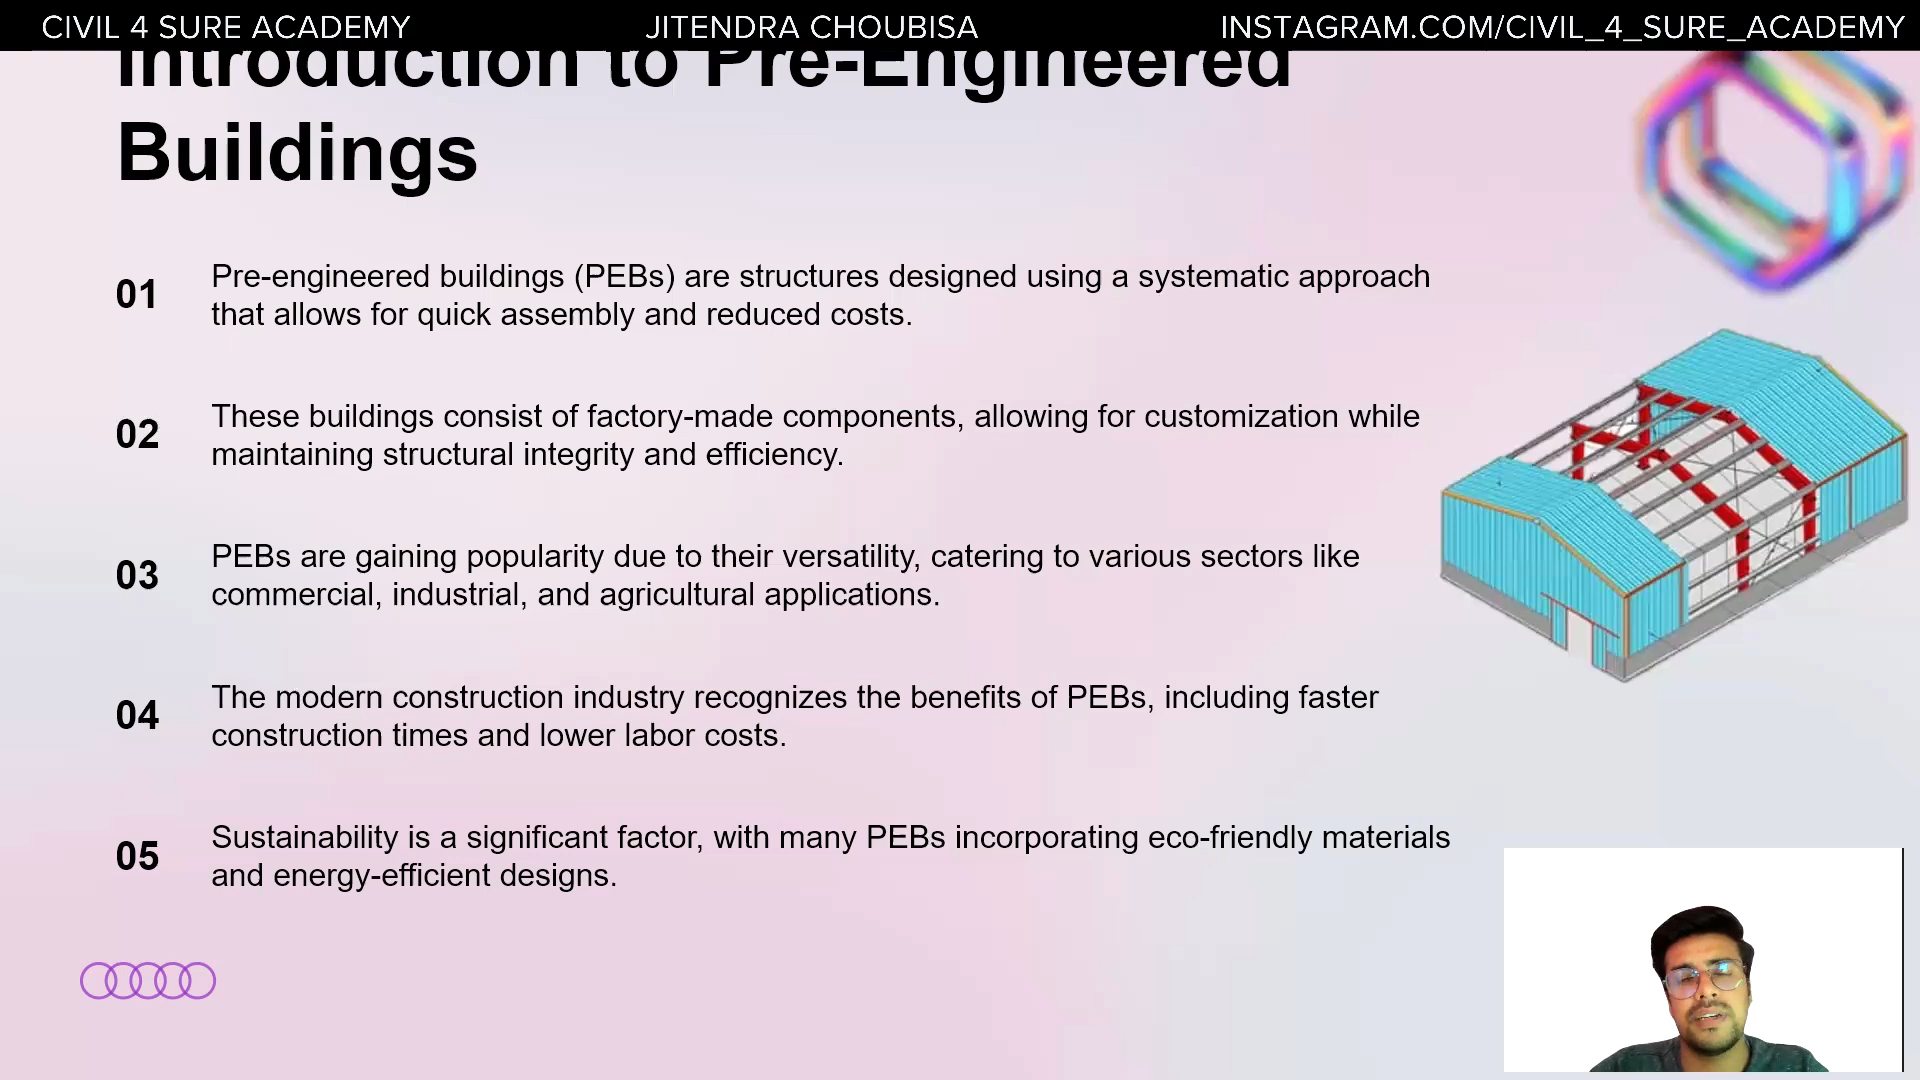 CIVIL 4 SURE ACADEMY JITENDRA CHOUBISA INSTAGRAM.COM/CIVIL_4_SURE_ACADEMY
Introduction to Pre-Engineered
Buildings
01 Pre-engineered buildings (PEBs) are structures designed using a systematic approach
that allows for quick assembly and reduced costs.
02 These buildings consist of factory-made components, allowing for customization while
maintaining structural integrity and efficiency.
03 PEBs are gaining popularity due to their versatility, catering to various sectors like
commercial, industrial, and agricultural applications.
04 The modern construction industry recognizes the benefits of PEBs, including faster
construction times and lower labor costs.
05 Sustainability is a significant factor, with many PEBs incorporating eco-friendly materials
and energy-efficient designs.